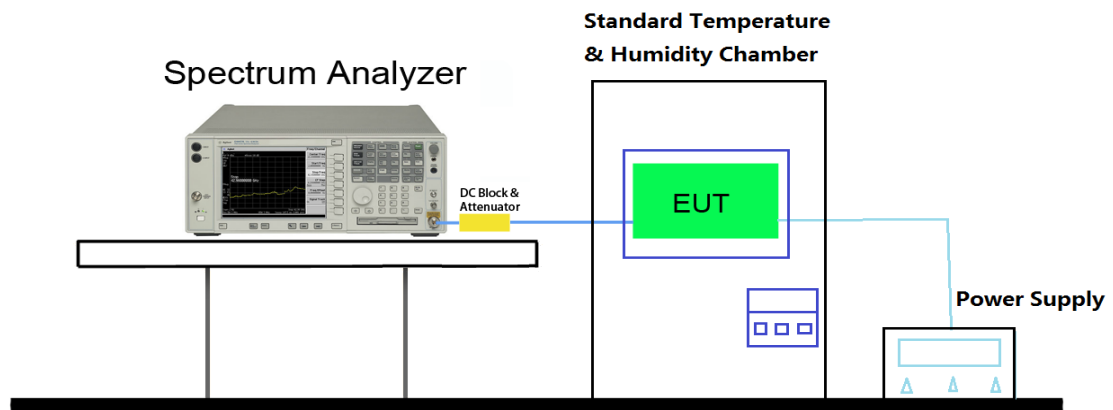 Standard Temperature
& Humidity Chamber
Spectrum Analyzer
DC Block &
Attenuator
EUT
Power Supply